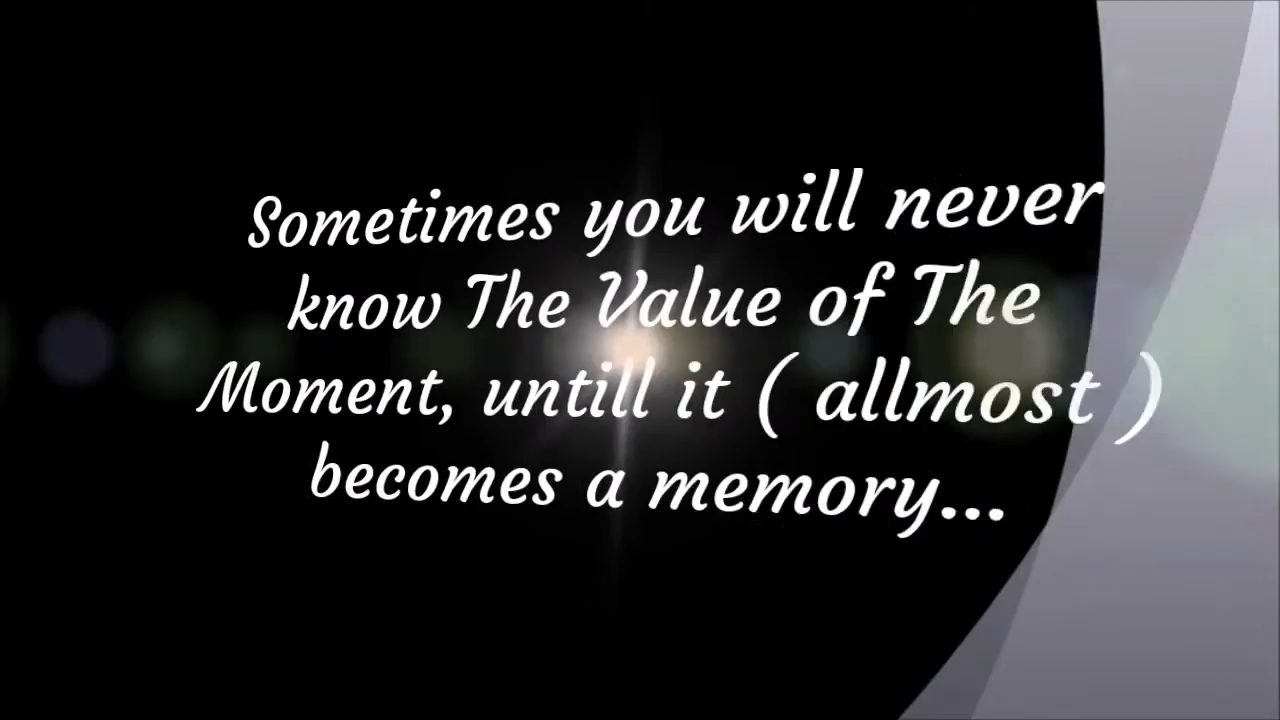 Sometimes you will never
know The Value of The
Moment, untill it ( allmost )
becomes a memory...